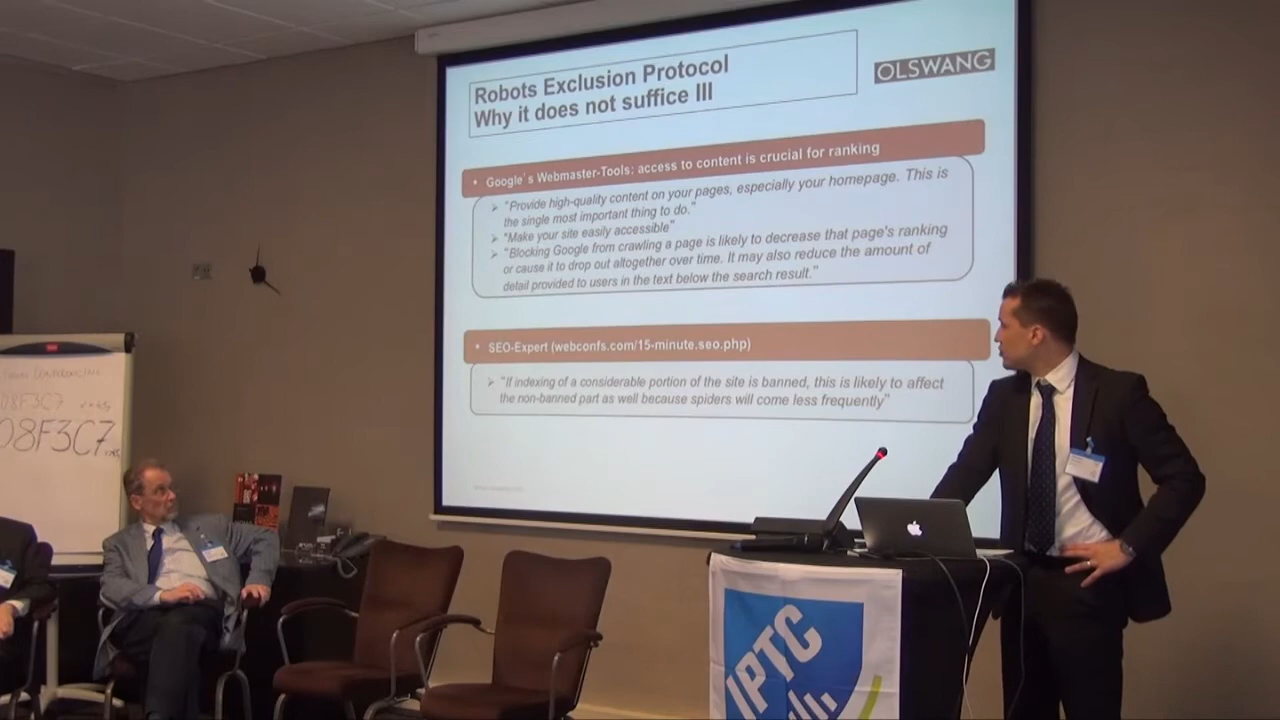 Robots Exclusion Protocol
Why it does not suffice III
OLSWANG
• Google´s Webmaster-Tools: access to content is crucial for ranking
➢ "Provide high-quality content on your pages, especially your homepage. This is
the single most important thing to do."
➢ "Make your site easily accessible"
➢ "Blocking Google from crawling a page is likely to decrease that page's ranking
or cause it to drop out altogether over time. It may also reduce the amount of
detail provided to users in the text below the search result."
• SEO-Expert (webconfs.com/15-minute.seo.php)
➢ "If indexing of a considerable portion of the site is banned, this is likely to affect
the non-banned part as well because spiders will come less frequently"
08F3C7
08F3C7
IPTC